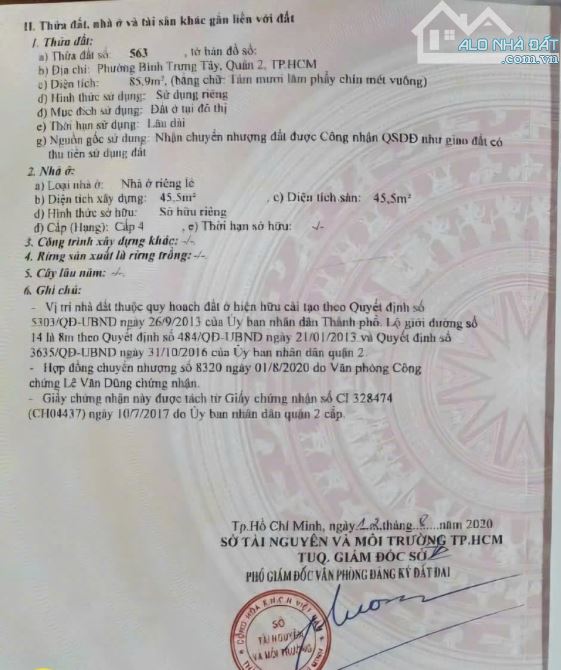 ALO NHÀ ĐẤT
.com.vn
II. Thửa đất, nhà ở và tài sản khác gắn liền với đất
1. Thửa đất:
a) Thửa đất số: 563 , tờ bản đồ số:
b) Địa chỉ: Phường Bình Trưng Tây, Quận 2, TP.HCM
c) Diện tích: 85,9m², (bằng chữ: Tám mươi lăm phẩy chín mét vuông)
d) Hình thức sử dụng: Sử dụng riêng
đ) Mục đích sử dụng: Đất ở tại đô thị
e) Thời hạn sử dụng: Lâu dài
g) Nguồn gốc sử dụng: Nhận chuyển nhượng đất được Công nhận QSDĐ như giao đất có
thu tiền sử dụng đất
2. Nhà ở:
a) Loại nhà ở: Nhà ở riêng lẻ
b) Diện tích xây dựng: 45,5m² , c) Diện tích sàn: 45,5m²
d) Hình thức sở hữu: Sở hữu riêng
đ) Cấp (Hạng): Cấp 4 , e) Thời hạn sở hữu: -/-
3. Công trình xây dựng khác: -/-
4. Rừng sản xuất là rừng trồng: -/-
5. Cây lâu năm: -/-.
6. Ghi chú:
- Vị trí nhà đất thuộc quy hoạch đất ở hiện hữu cải tạo theo Quyết định số
5303/QĐ-UBND ngày 26/9/2013 của Ủy ban nhân dân Thành phố. Lộ giới đường số
14 là 8m theo Quyết định số 484/QĐ-UBND ngày 21/01/2013 và Quyết định số
3635/QĐ-UBND ngày 31/10/2016 của Ủy ban nhân dân quận 2.
- Hợp đồng chuyển nhượng số 8320 ngày 01/8/2020 do Văn phòng Công
chứng Lê Văn Dũng chứng nhận.
- Giấy chứng nhận này được tách từ Giấy chứng nhận số CI 328474
(CH04437) ngày 10/7/2017 do Ủy ban nhân dân quận 2 cấp.
Tp.Hồ Chí Minh, ngày tháng 8 năm 2020
SỞ TÀI NGUYÊN VÀ MÔI TRƯỜNG TP.HCM
TUQ. GIÁM ĐỐC SỞ
PHÓ GIÁM ĐỐC VĂN PHÒNG ĐĂNG KÝ ĐẤT ĐAI
CỘNG HÒA X.H.C.N VIỆT NAM
SỞ
TÀI NGUYÊN
VÀ MÔI TRƯỜNG